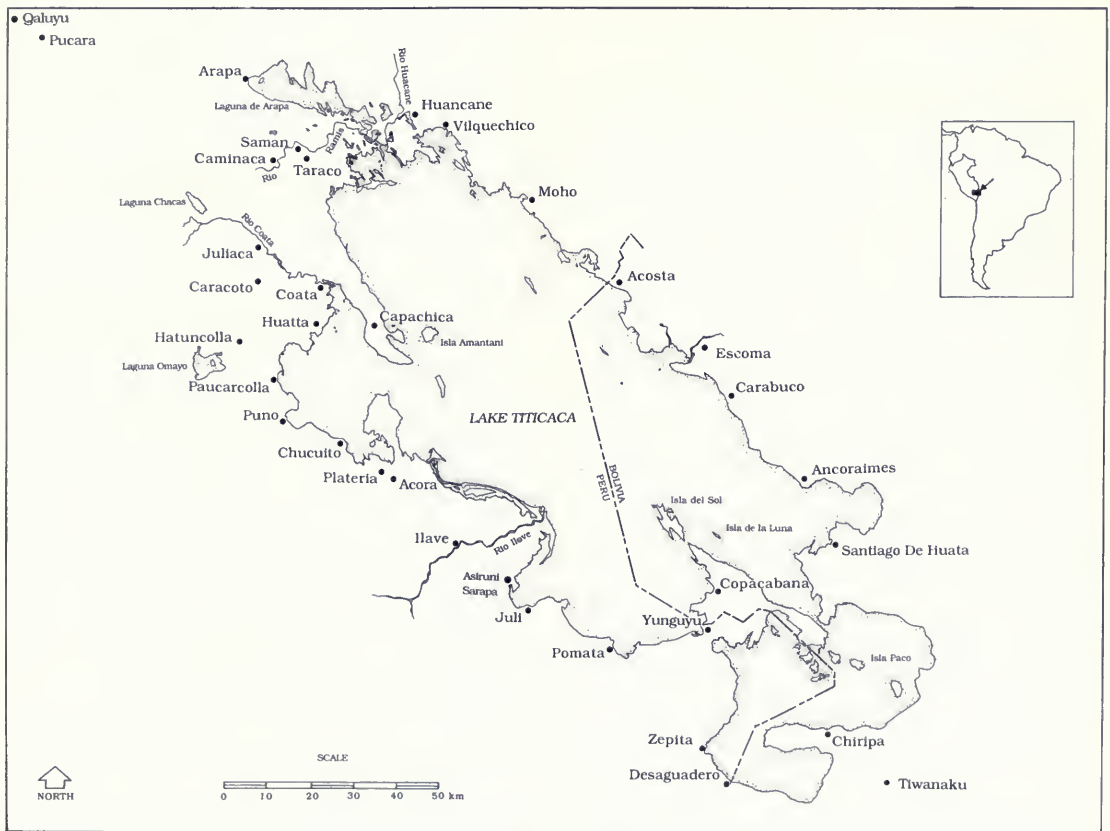 Qaluyu
Pucara
Arapa
Laguna de Arapa
Rio Huacane
Huancane
Vilquechico
Saman
Ramis
Caminaca
Rio
Taraco
Moho
Laguna Chacas
Rio Coata
Juliaca
Acosta
Caracoto
Coata
Huatta
Capachica
Isla Amantani
Hatuncolla
Laguna Omayo
Escoma
Paucarcolla
Carabuco
Puno
LAKE TITICACA
Chucuito
Plateria
Acora
BOLIVIA
PERU
Ancoraimes
Isla del Sol
Isla de la Luna
Ilave
Rio Ilave
Santiago De Huata
Asiruni
Sarapa
Copacabana
Juli
Yunguyu
Pomata
Isla Paco
Zepita
Chiripa
Desaguadero
Tiwanaku
SCALE
0 10 20 30 40 50 km
NORTH